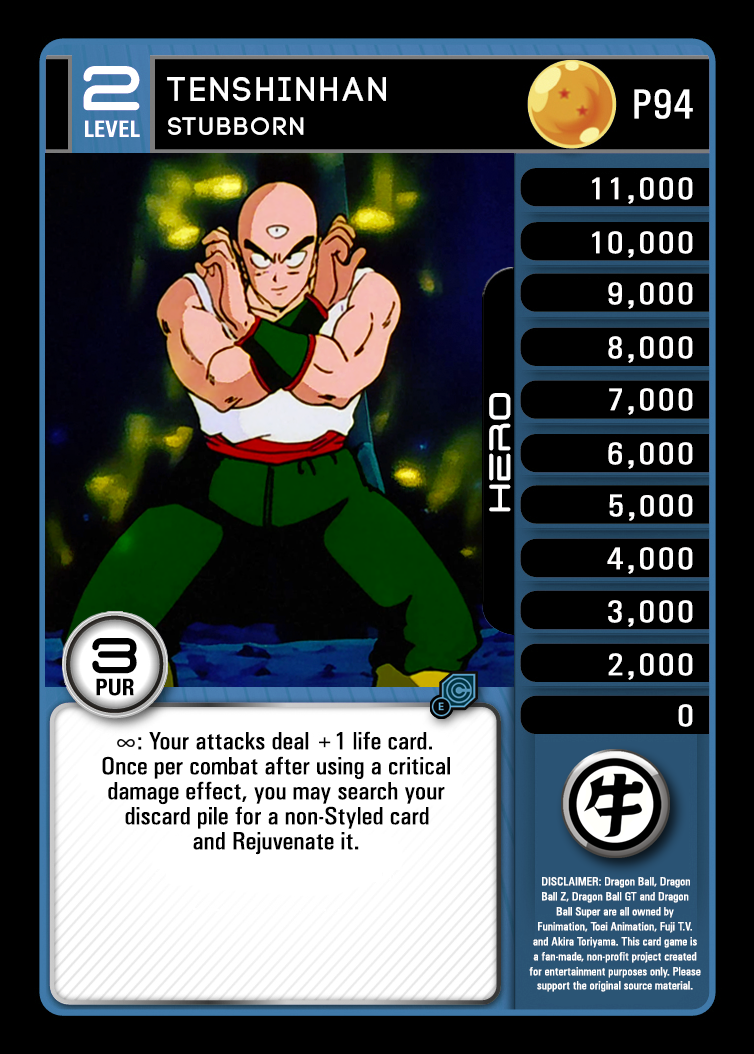 2
LEVEL
TENSHINHAN
STUBBORN
P94
11,000
10,000
9,000
8,000
7,000
6,000
5,000
4,000
3,000
2,000
0
HERO
3
PUR
E
∞: Your attacks deal +1 life card.
Once per combat after using a critical
damage effect, you may search your
discard pile for a non-Styled card
and Rejuvenate it.
牛
DISCLAIMER: Dragon Ball, Dragon
Ball Z, Dragon Ball GT and Dragon
Ball Super are all owned by
Funimation, Toei Animation, Fuji T.V.
and Akira Toriyama. This card game is
a fan-made, non-profit project created
for entertainment purposes only. Please
support the original source material.